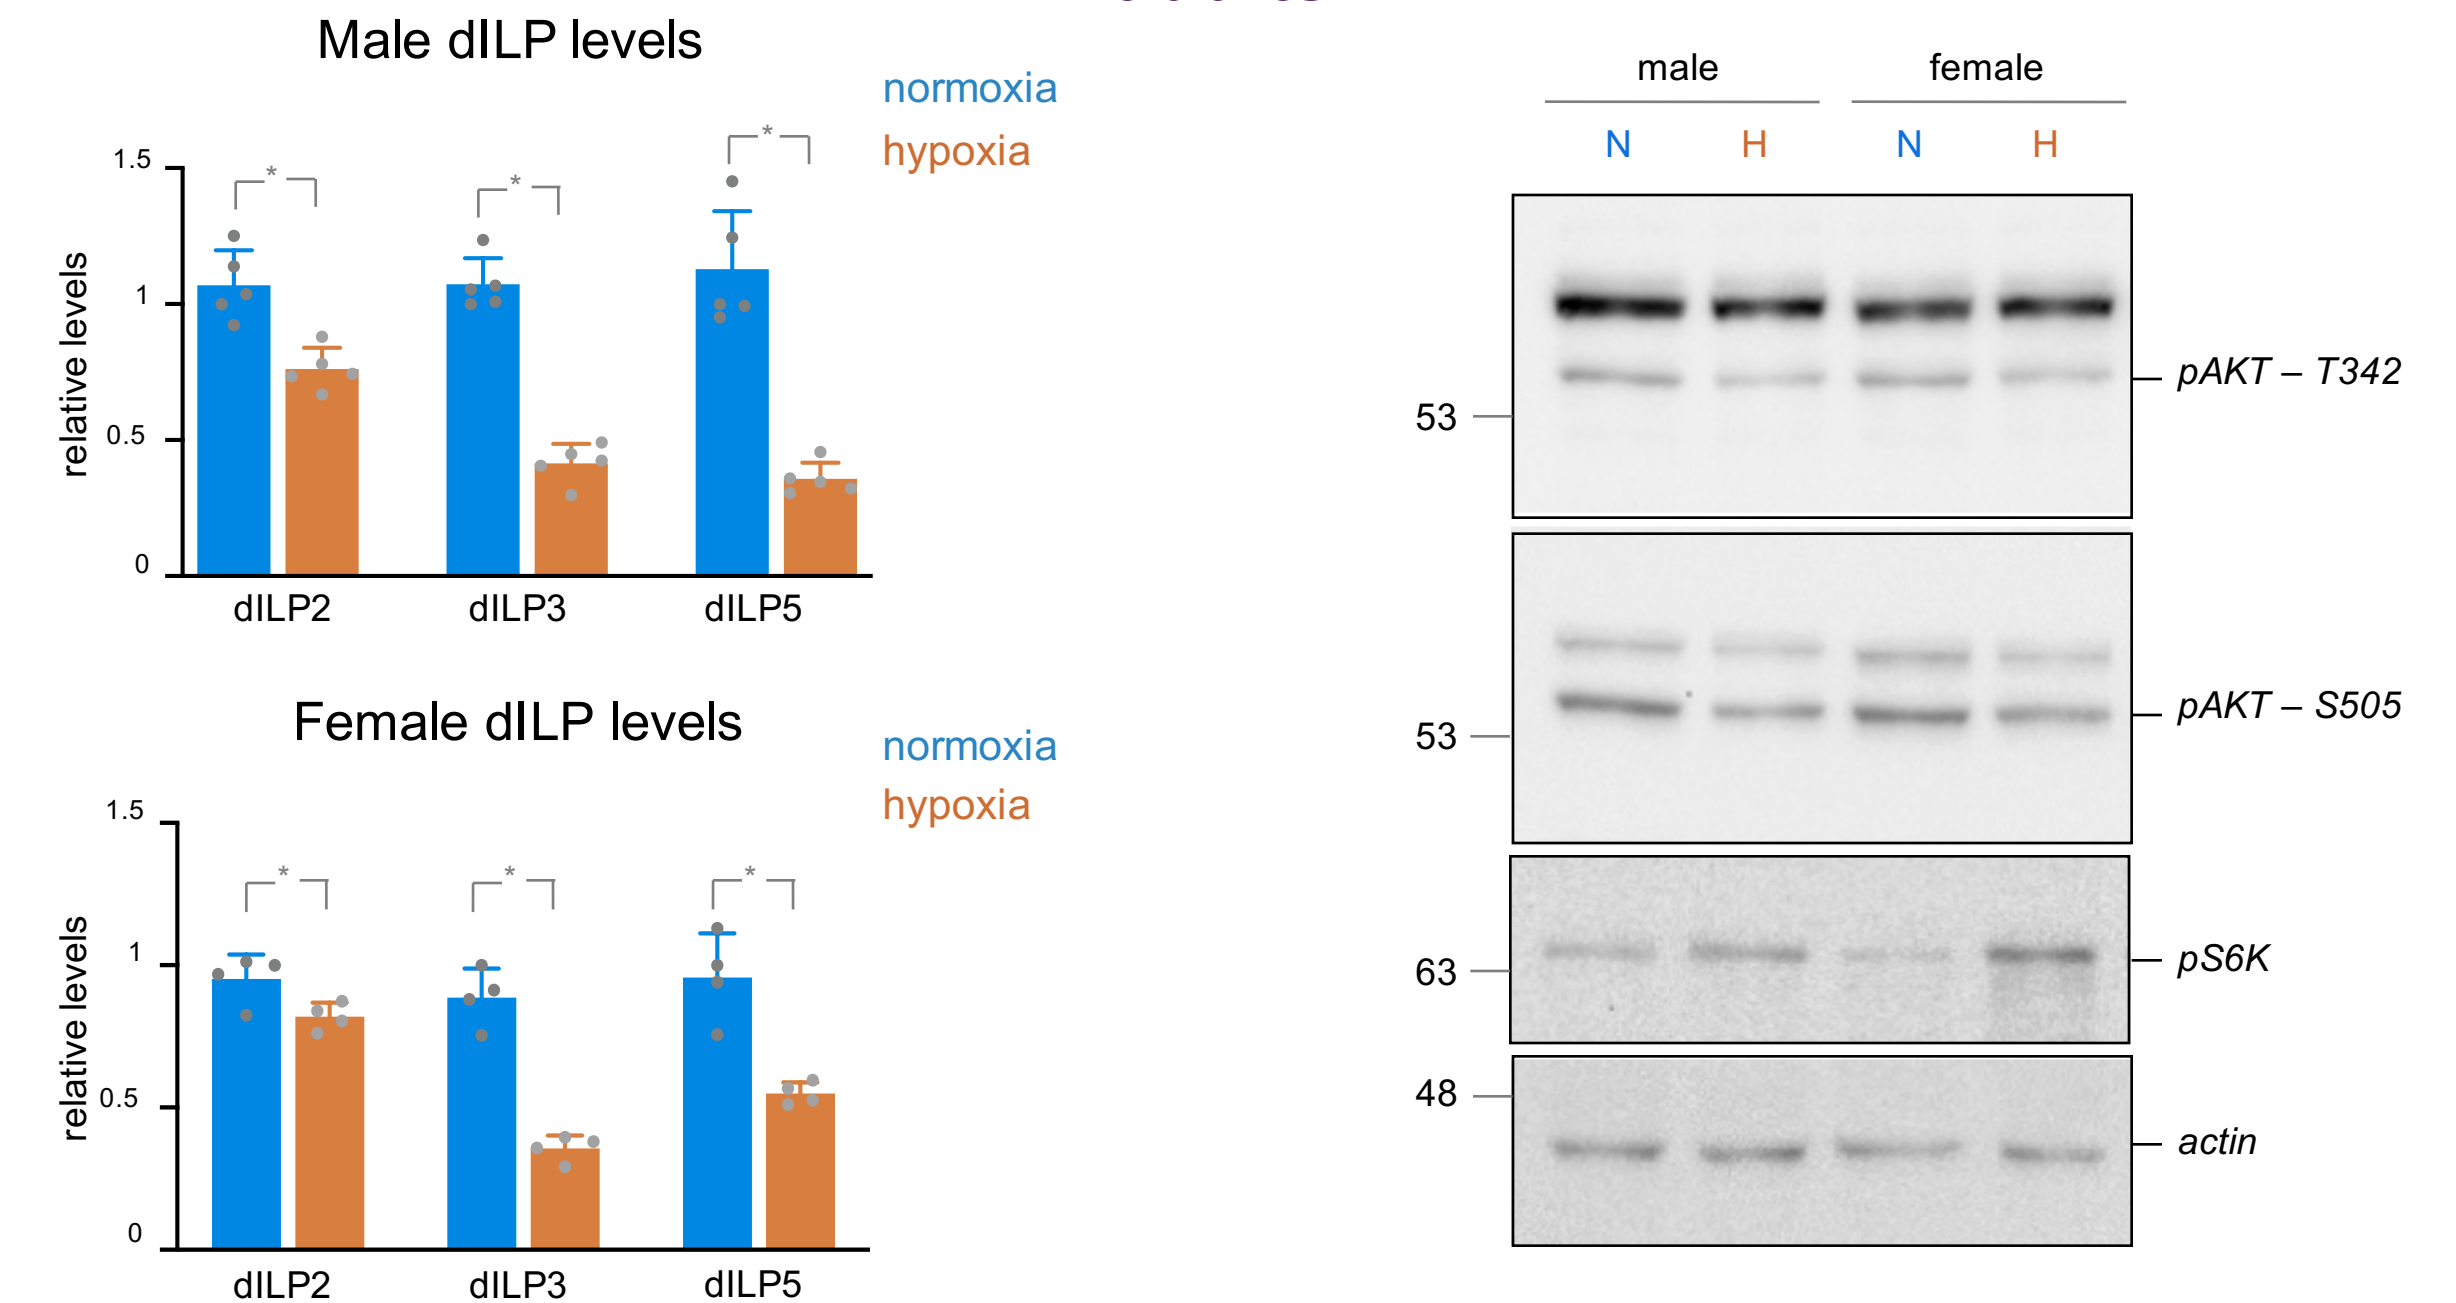 Male dILP levels
normoxia
hypoxia
relative levels
1.5
1
0.5
0
*
*
*
dILP2
dILP3
dILP5
Female dILP levels
normoxia
hypoxia
relative levels
1.5
1
0.5
0
*
*
*
dILP2
dILP3
dILP5
male
female
N
H
N
H
53
pAKT – T342
53
pAKT – S505
63
pS6K
48
actin